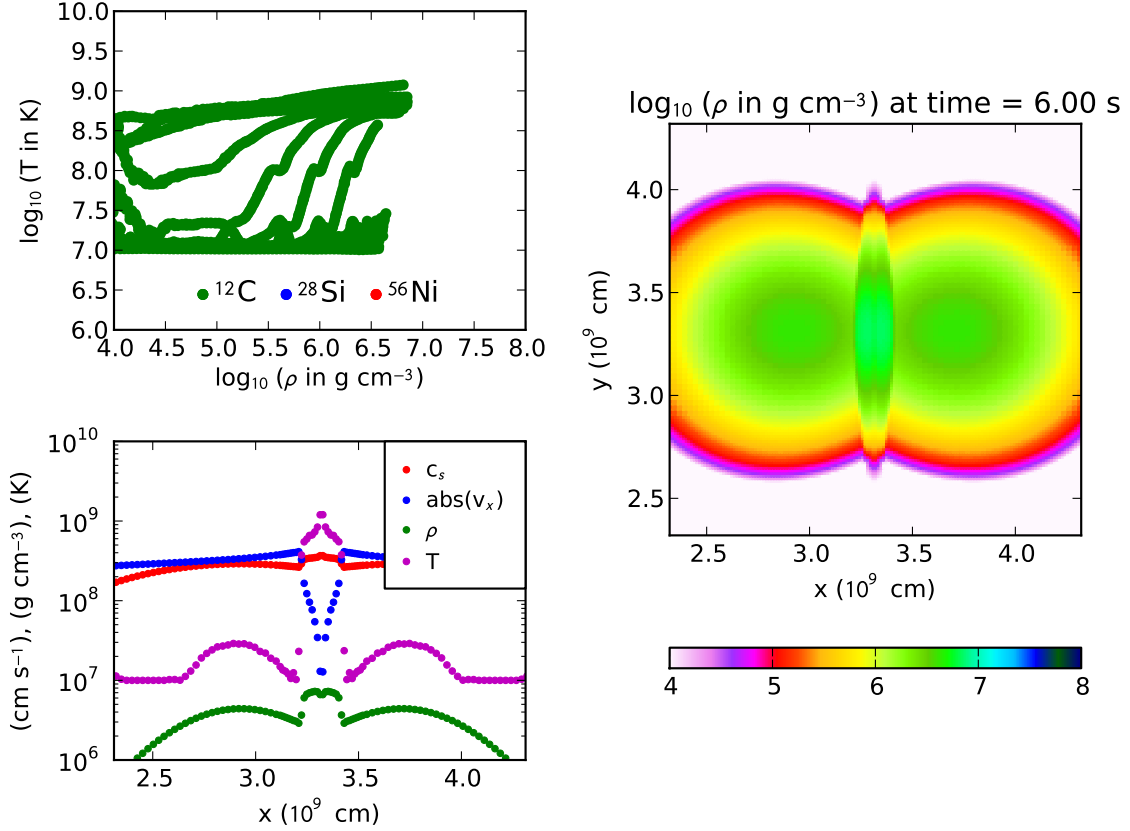 10.0
9.5
9.0
8.5
8.0
7.5
7.0
6.5
6.0
log₁₀ (T in K)
¹²C ²⁸Si ⁵⁶Ni
4.0 4.5 5.0 5.5 6.0 6.5 7.0 7.5 8.0
log₁₀ (ρ in g cm⁻³)
log₁₀ (ρ in g cm⁻³) at time = 6.00 s
4.0
3.5
3.0
2.5
y (10⁹ cm)
2.5 3.0 3.5 4.0
x (10⁹ cm)
4 5 6 7 8
10¹⁰
10⁹
10⁸
10⁷
10⁶
(cm s⁻¹), (g cm⁻³), (K)
cₛ
abs(vₓ)
ρ
T
2.5 3.0 3.5 4.0
x (10⁹ cm)